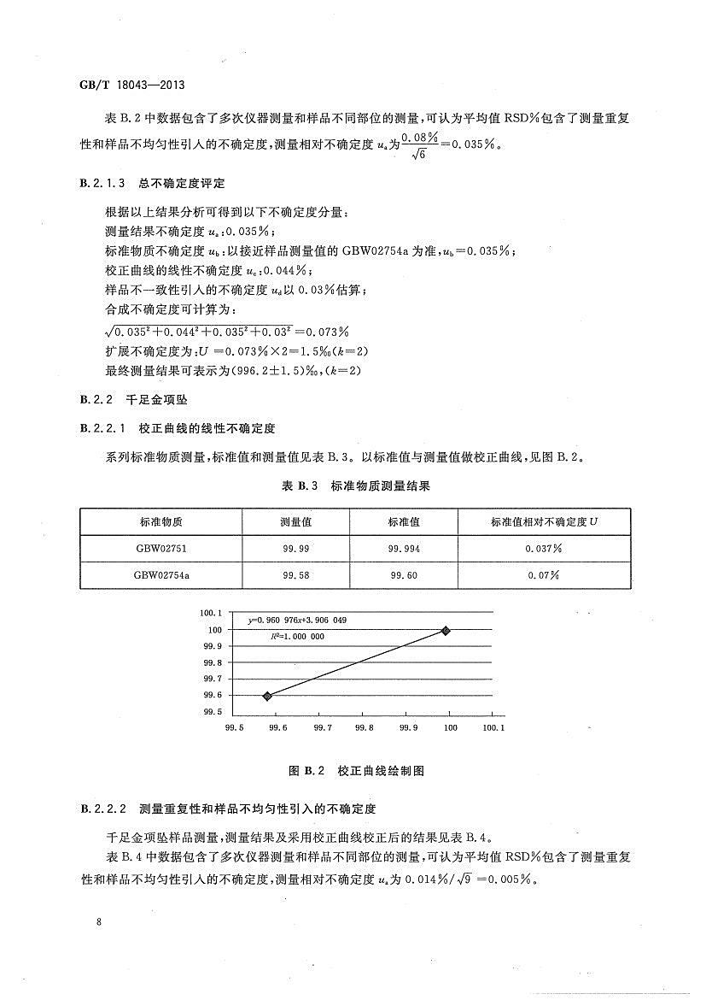 GB/T 18043—2013
表 B.2 中数据包含了多次仪器测量和样品不同部位的测量,可认为平均值 RSD%包含了测量重复
性和样品不均匀性引入的不确定度,测量相对不确定度 uₐ为0.08%/√6=0.035%。
B.2.1.3 总不确定度评定
根据以上结果分析可得到以下不确定度分量:
测量结果不确定度 uₐ:0.035%;
标准物质不确定度 u_b:以接近样品测量值的 GBW02754a 为准,u_b=0.035%;
校正曲线的线性不确定度 u_c:0.044%;
样品不一致性引入的不确定度 u_d以 0.03%估算;
合成不确定度可计算为:
√0.035²+0.044²+0.035²+0.03² =0.073%
扩展不确定度为:U =0.073%×2=1.5‰(k=2)
最终测量结果可表示为(996.2±1.5)‰,(k=2)
B.2.2 千足金项坠
B.2.2.1 校正曲线的线性不确定度
系列标准物质测量,标准值和测量值见表 B.3。以标准值与测量值做校正曲线,见图 B.2。
表 B.3 标准物质测量结果
标准物质 测量值 标准值 标准值相对不确定度 U
GBW02751 99.99 99.994 0.037%
GBW02754a 99.58 99.60 0.07%
100.1
y=0.960 976x+3.906 049
100
R²=1.000 000
99.9
99.8
99.7
99.6
99.5
99.5 99.6 99.7 99.8 99.9 100 100.1
图 B.2 校正曲线绘制图
B.2.2.2 测量重复性和样品不均匀性引入的不确定度
千足金项坠样品测量,测量结果及采用校正曲线校正后的结果见表 B.4。
表 B.4 中数据包含了多次仪器测量和样品不同部位的测量,可认为平均值 RSD%包含了测量重复
性和样品不均匀性引入的不确定度,测量相对不确定度 uₐ为 0.014%/√9 =0.005%。
8